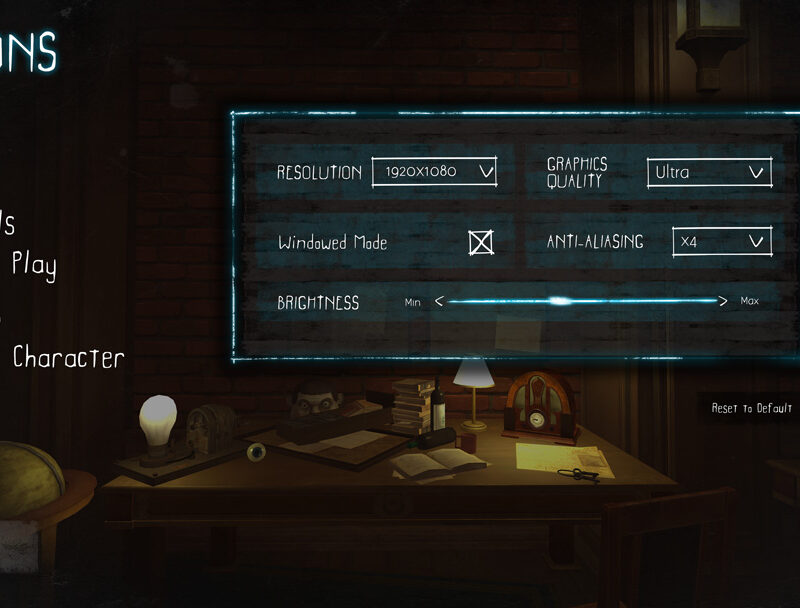 ONS
ls
Play
Character
RESOLUTION 1920X1080
GRAPHICS
QUALITY
Ultra
Windowed Mode
ANTI-ALIASING X4
BRIGHTNESS Min Max
Reset to Default